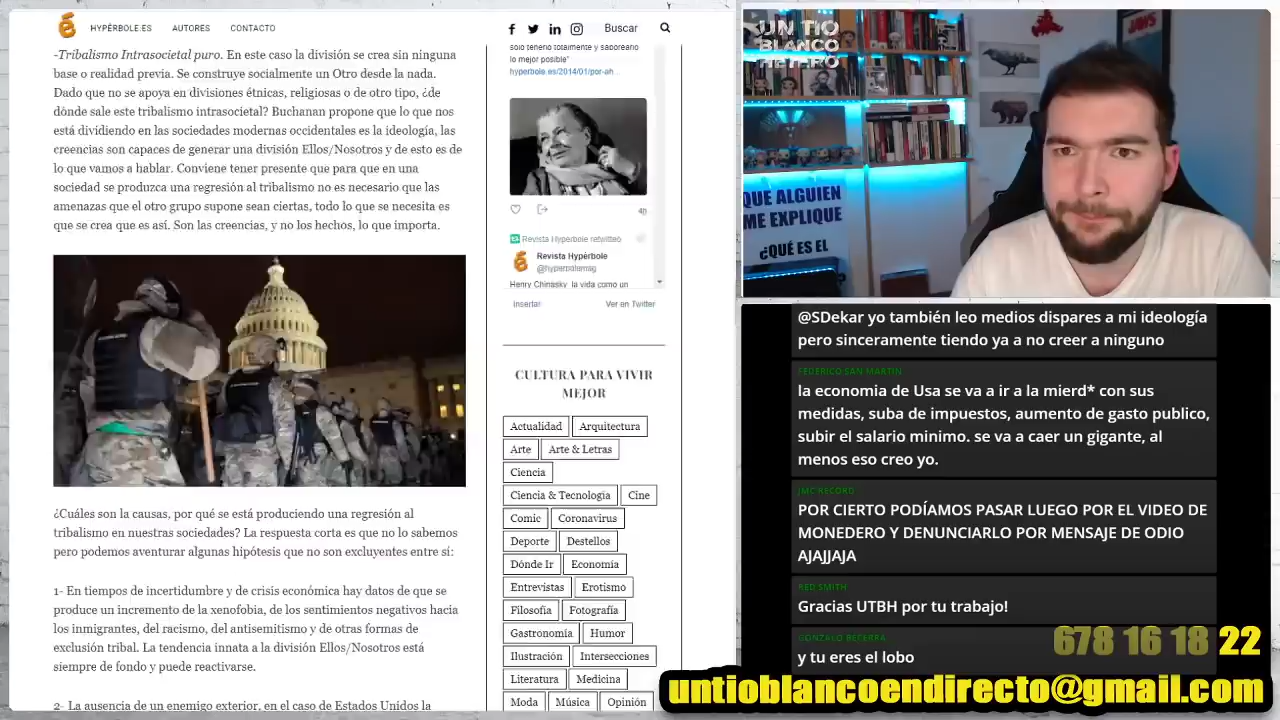 HYPÉRBOLE.ES
AUTORES
CONTACTO
Buscar
-Tribalismo Intrasocietal puro. En este caso la división se crea sin ninguna
base o realidad previa. Se construye socialmente un Otro desde la nada.
Dado que no se apoya en divisiones étnicas, religiosas o de otro tipo, ¿de
dónde sale este tribalismo intrasocietal? Buchanan propone que lo que nos
está dividiendo en las sociedades modernas occidentales es la ideología, las
creencias son capaces de generar una división Ellos/Nosotros y de esto es de
lo que vamos a hablar. Conviene tener presente que para que en una
sociedad se produzca una regresión al tribalismo no es necesario que las
amenazas que el otro grupo supone sean ciertas, todo lo que se necesita es
que se crea que es así. Son las creencias, y no los hechos, lo que importa.
¿Cuáles son la causas, por qué se está produciendo una regresión al
tribalismo en nuestras sociedades? La respuesta corta es que no lo sabemos
pero podemos aventurar algunas hipótesis que no son excluyentes entre sí:
1- En tiempos de incertidumbre y de crisis económica hay datos de que se
produce un incremento de la xenofobia, de los sentimientos negativos hacia
los inmigrantes, del racismo, del antisemitismo y de otras formas de
exclusión tribal. La tendencia innata a la división Ellos/Nosotros está
siempre de fondo y puede reactivarse.
2- La ausencia de un enemigo exterior, en el caso de Estados Unidos la
totalmente y saboreano
lo mejor posible"
hyperbole.es/2014/01/por-ah...
4h
Revista Hyperbole retwitteó
Revista Hypérbole
@hyperbolemag
Henry Chinasky, la vida como un
Insertar
Ver en Twitter
CULTURA PARA VIVIR
MEJOR
Actualidad
Arquitectura
Arte
Arte & Letras
Ciencia
Ciencia & Tecnología
Cine
Comic
Coronavirus
Deporte
Destellos
Dónde Ir
Economía
Entrevistas
Erotismo
Filosofía
Fotografía
Gastronomía
Humor
Ilustración
Intersecciones
Literatura
Medicina
Moda
Música
Opinión
UN TIO
BLANCO
HETERO
JAWS
QUE ALGUIEN
ME EXPLIQUE
¿QUÉ ES EL
@SDekar yo también leo medios dispares a mi ideología
pero sinceramente tiendo ya a no creer a ninguno
FEDERICO SAN MARTIN
la economia de Usa se va a ir a la mierd* con sus
medidas, suba de impuestos, aumento de gasto publico,
subir el salario minimo. se va a caer un gigante, al
menos eso creo yo.
JMC RECORD
POR CIERTO PODÍAMOS PASAR LUEGO POR EL VIDEO DE
MONEDERO Y DENUNCIARLO POR MENSAJE DE ODIO
AJAJJAJA
RED SMITH
Gracias UTBH por tu trabajo!
GONZALO BECERRA
y tu eres el lobo
678 16 18 22
untioblancoendirecto@gmail.com